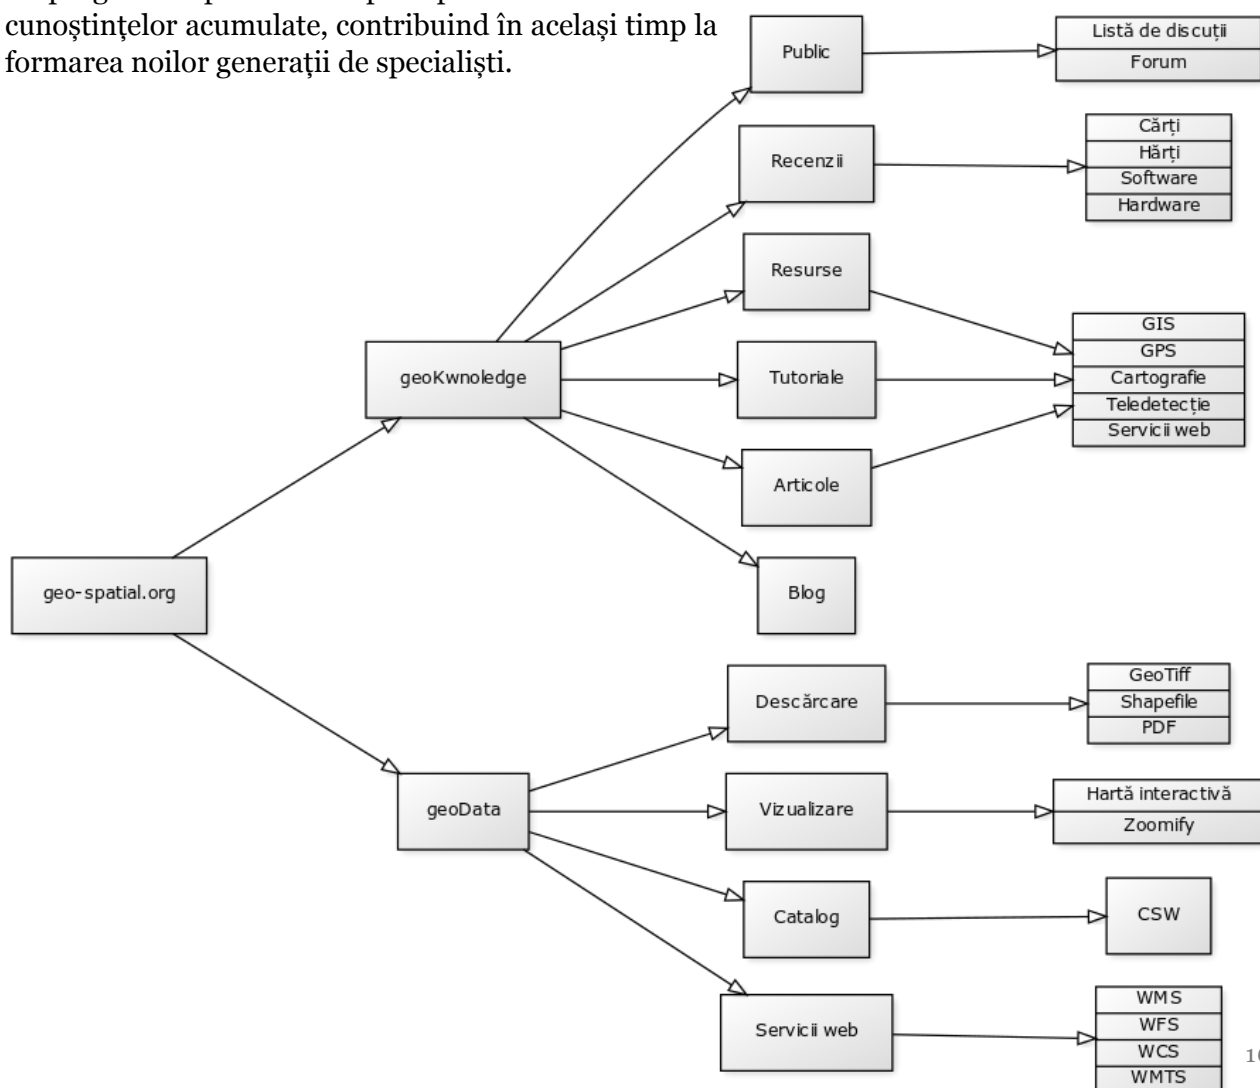 cunoștințelor acumulate, contribuind în același timp la
formarea noilor generații de specialiști.
Public
Listă de discuții
Forum
Recenzii
Cărți
Hărți
Software
Hardware
Resurse
GIS
GPS
Cartografie
Teledetecție
Servicii web
geoKwnoledge
Tutoriale
Articole
Blog
geo-spatial.org
Descărcare
GeoTiff
Shapefile
PDF
geoData
Vizualizare
Hartă interactivă
Zoomify
Catalog
CSW
Servicii web
WMS
WFS
WCS
WMTS